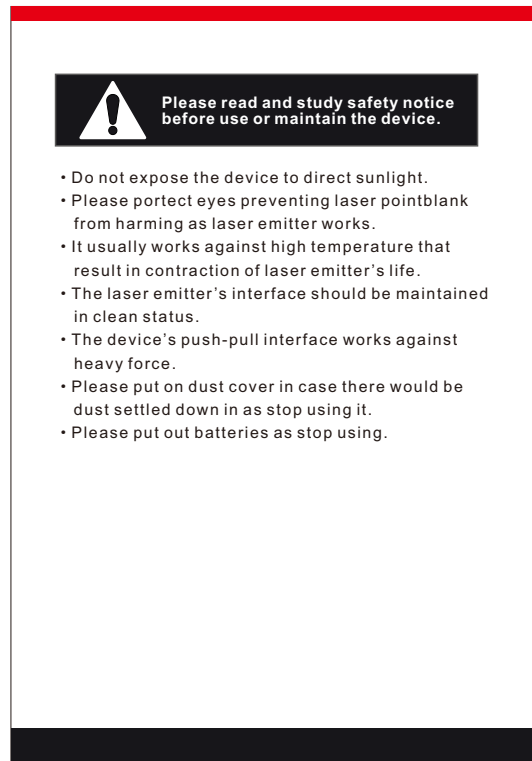 Please read and study safety notice
before use or maintain the device.
• Do not expose the device to direct sunlight.
• Please portect eyes preventing laser pointblank
from harming as laser emitter works.
• It usually works against high temperature that
result in contraction of laser emitter's life.
• The laser emitter's interface should be maintained
in clean status.
• The device's push-pull interface works against
heavy force.
• Please put on dust cover in case there would be
dust settled down in as stop using it.
• Please put out batteries as stop using.